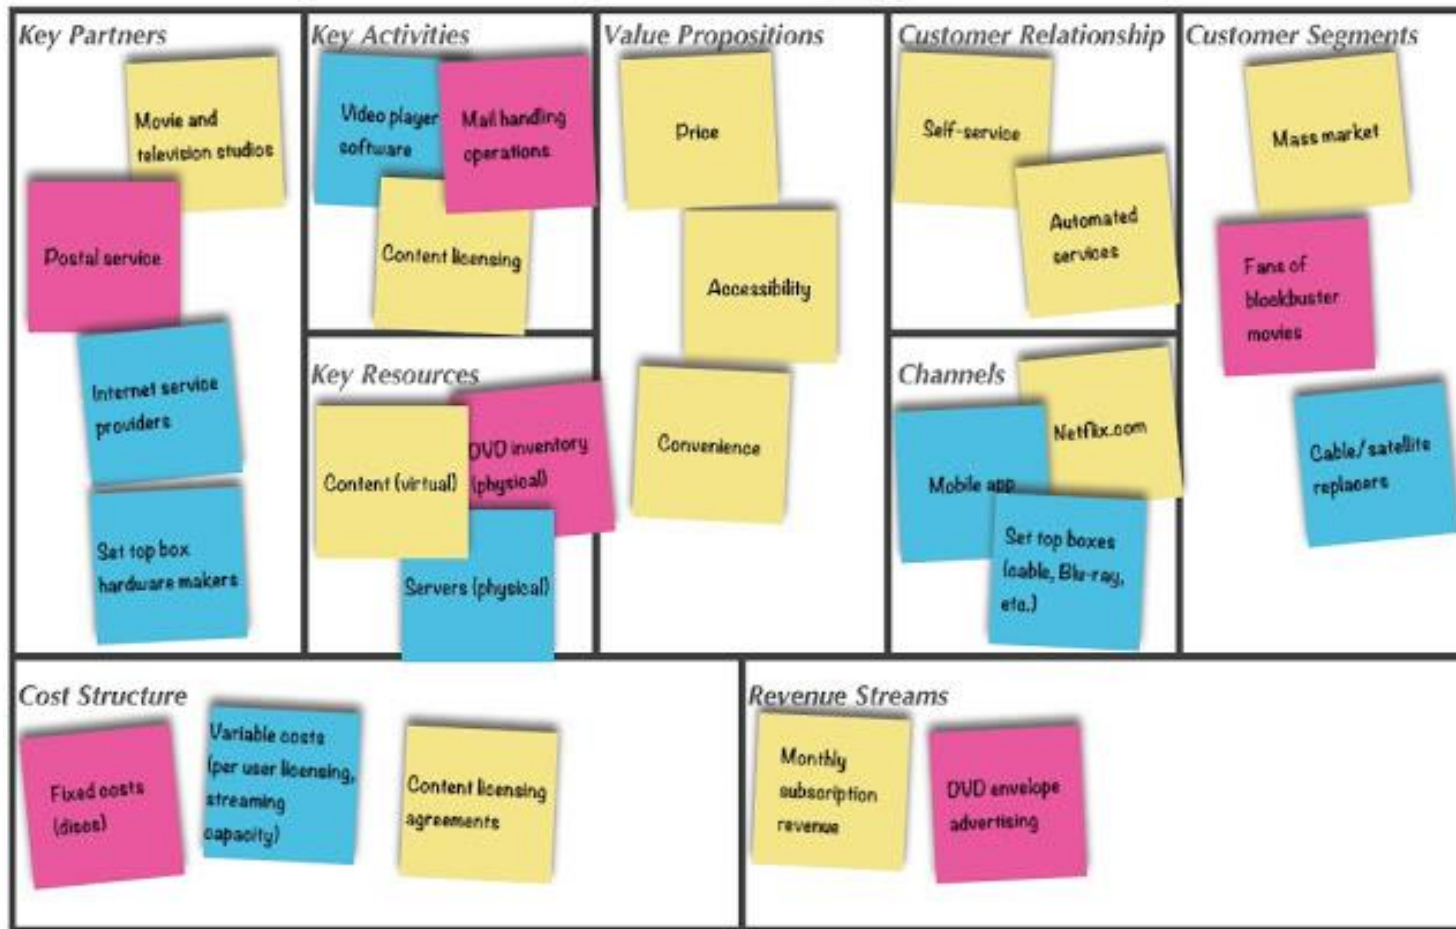 Key Partners
Movie and
television studios
Postal service
Internet service
providers
Set top box
hardware makers
Key Activities
Video player
software
Mail handling
operations
Content licensing
Key Resources
Content (virtual)
DVD inventory
(physical)
Servers (physical)
Value Propositions
Price
Accessibility
Convenience
Customer Relationship
Self-service
Automated
services
Channels
Netflix.com
Mobile app
Set top boxes
(cable, Blu-ray,
etc.)
Customer Segments
Mass market
Fans of
blockbuster
movies
Cable/satellite
replacers
Cost Structure
Fixed costs
(discs)
Variable costs
(per user licensing,
streaming
capacity)
Content licensing
agreements
Revenue Streams
Monthly
subscription
revenue
DVD envelope
advertising